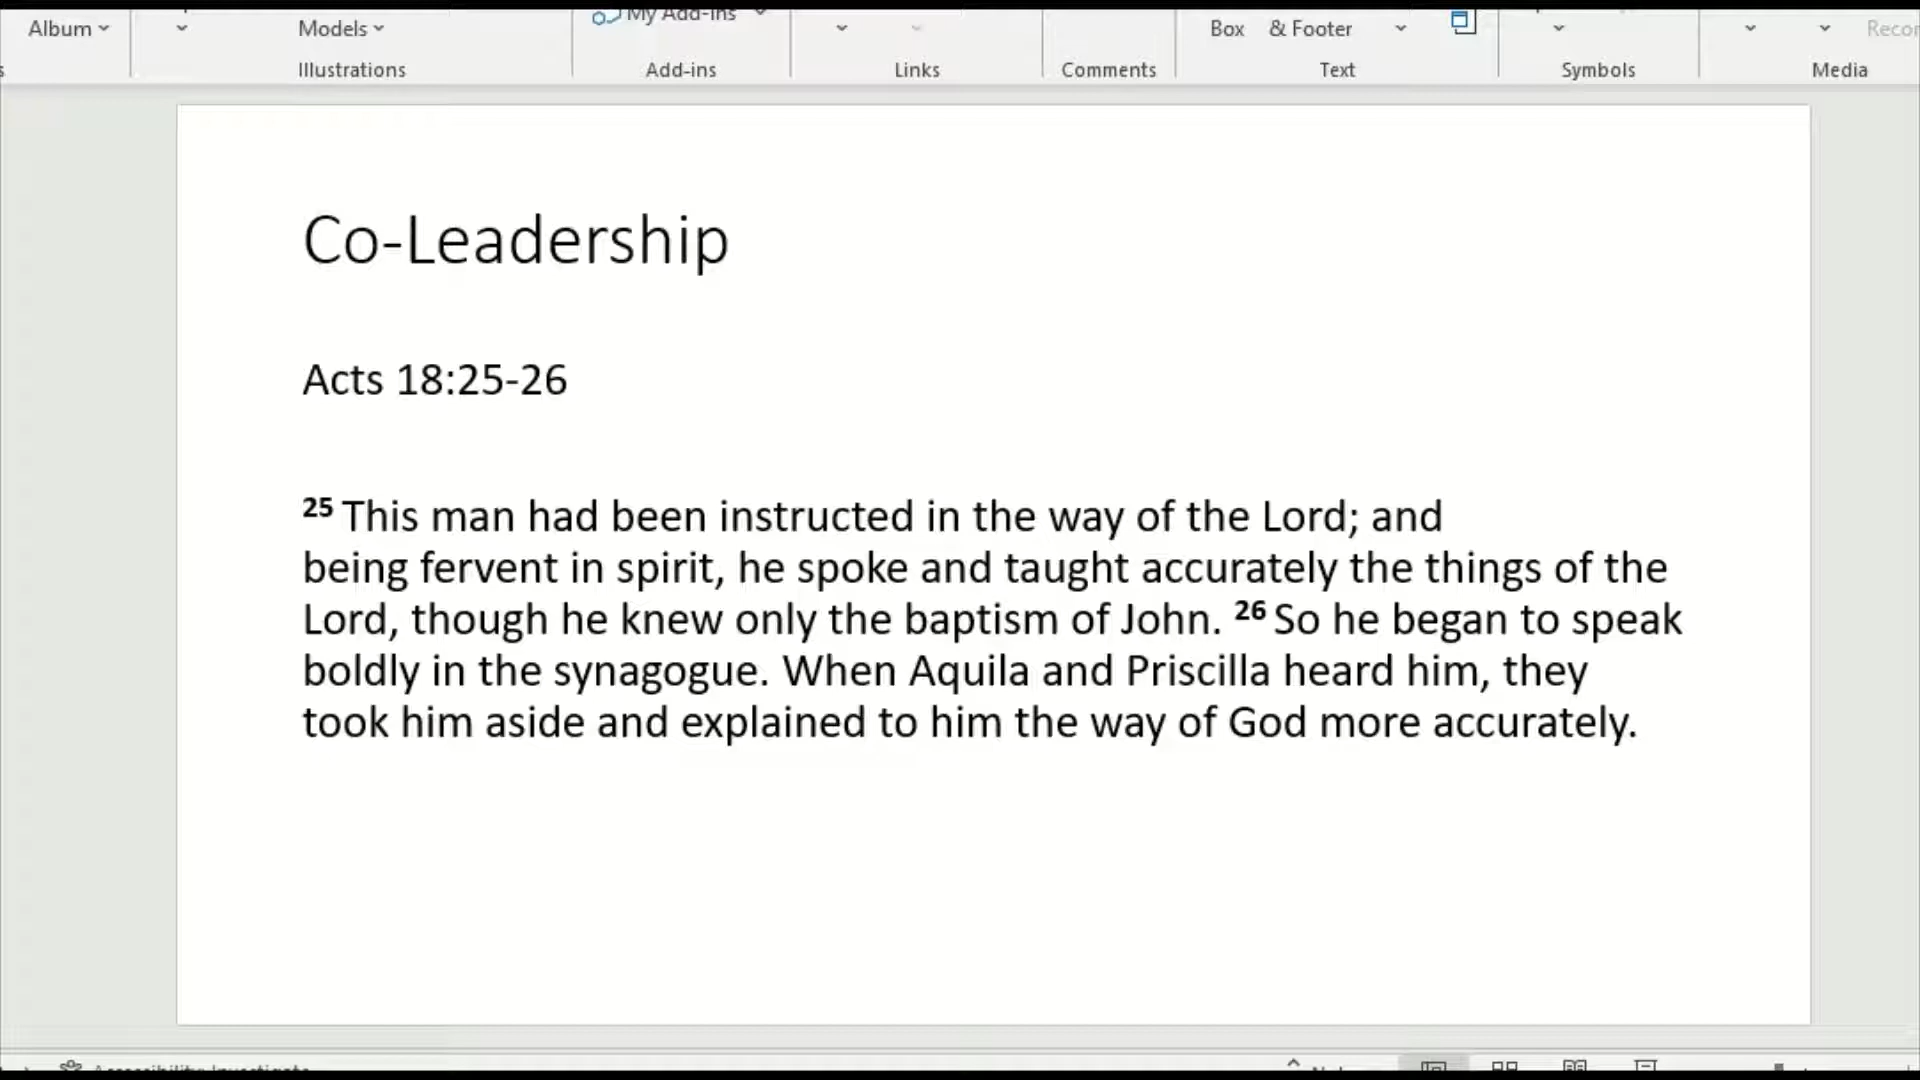 Album
Models
My Add-ins
Box & Footer
Illustrations Add-ins Links Comments Text Symbols Media
Co-Leadership
Acts 18:25-26
25 This man had been instructed in the way of the Lord; and
being fervent in spirit, he spoke and taught accurately the things of the
Lord, though he knew only the baptism of John. 26 So he began to speak
boldly in the synagogue. When Aquila and Priscilla heard him, they
took him aside and explained to him the way of God more accurately.